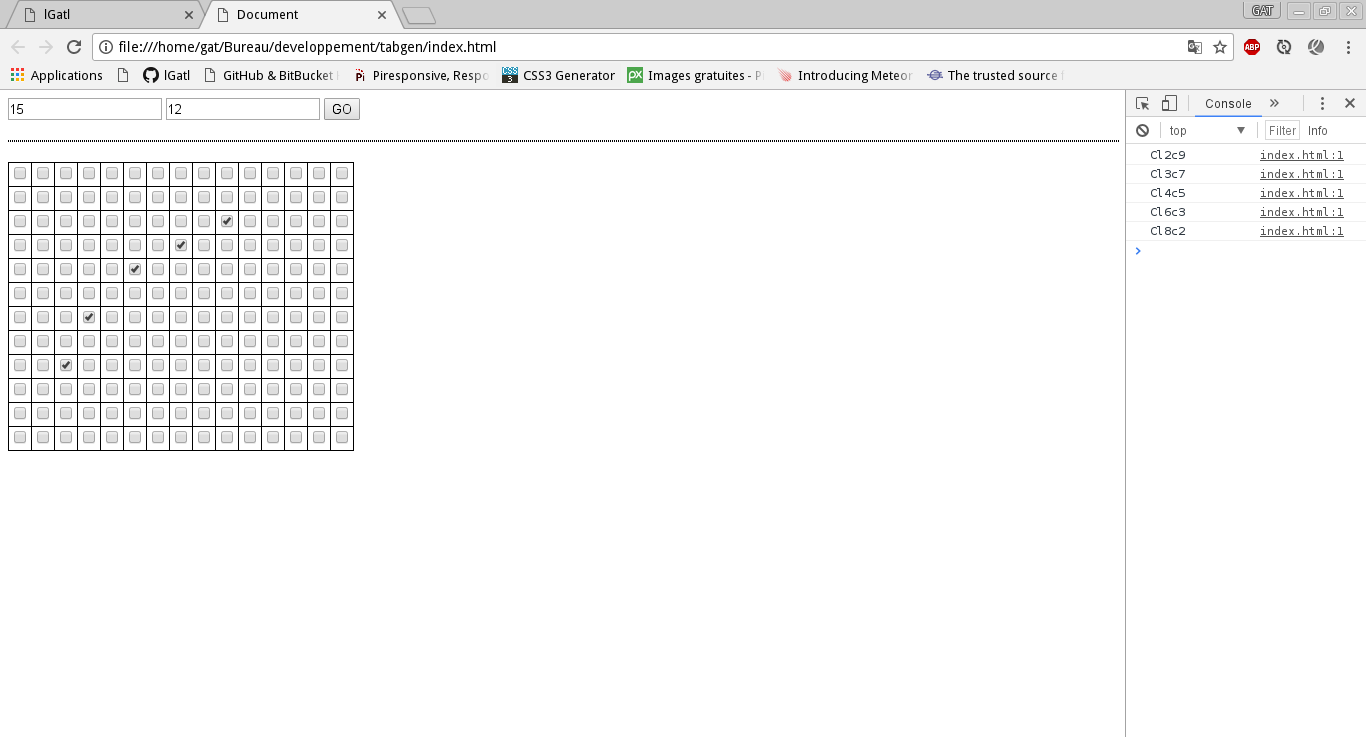 lGatl
Document
GAT
file:///home/gat/Bureau/developpement/tabgen/index.html
ABP
Applications
lGatl
GitHub & BitBucket
Piresponsive, Respo
CSS3 Generator
Images gratuites - P
Introducing Meteor
The trusted source
15
12
GO
Console
top
Filter
Info
Cl2c9 index.html:1
Cl3c7 index.html:1
Cl4c5 index.html:1
Cl6c3 index.html:1
Cl8c2 index.html:1